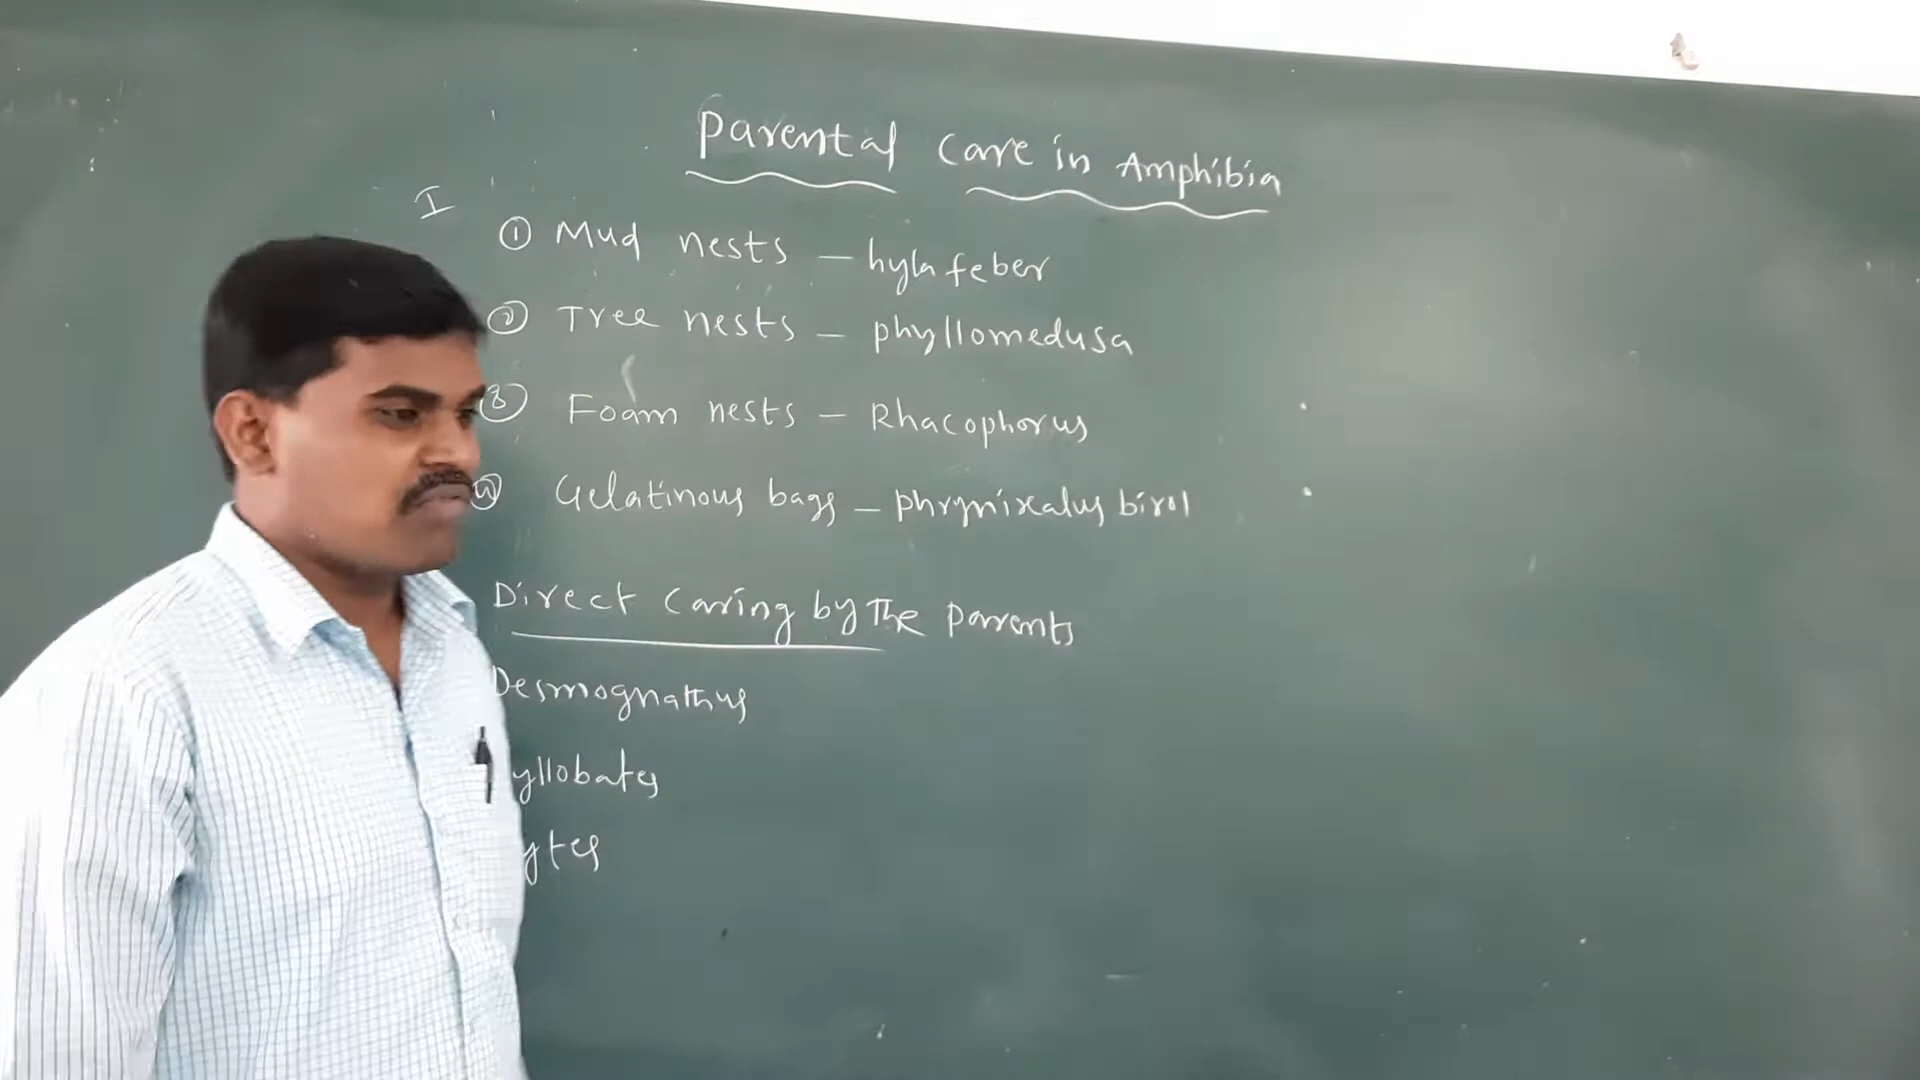 Parental Care in Amphibia
I
① Mud nests — hyla feber
② Tree nests — phyllomedusa
③ Foam nests — Rhacophorus
④ Gelatinous bags — phrynixalus birol
Direct Caring by The parents
Desmognathus
yllobates
ytes